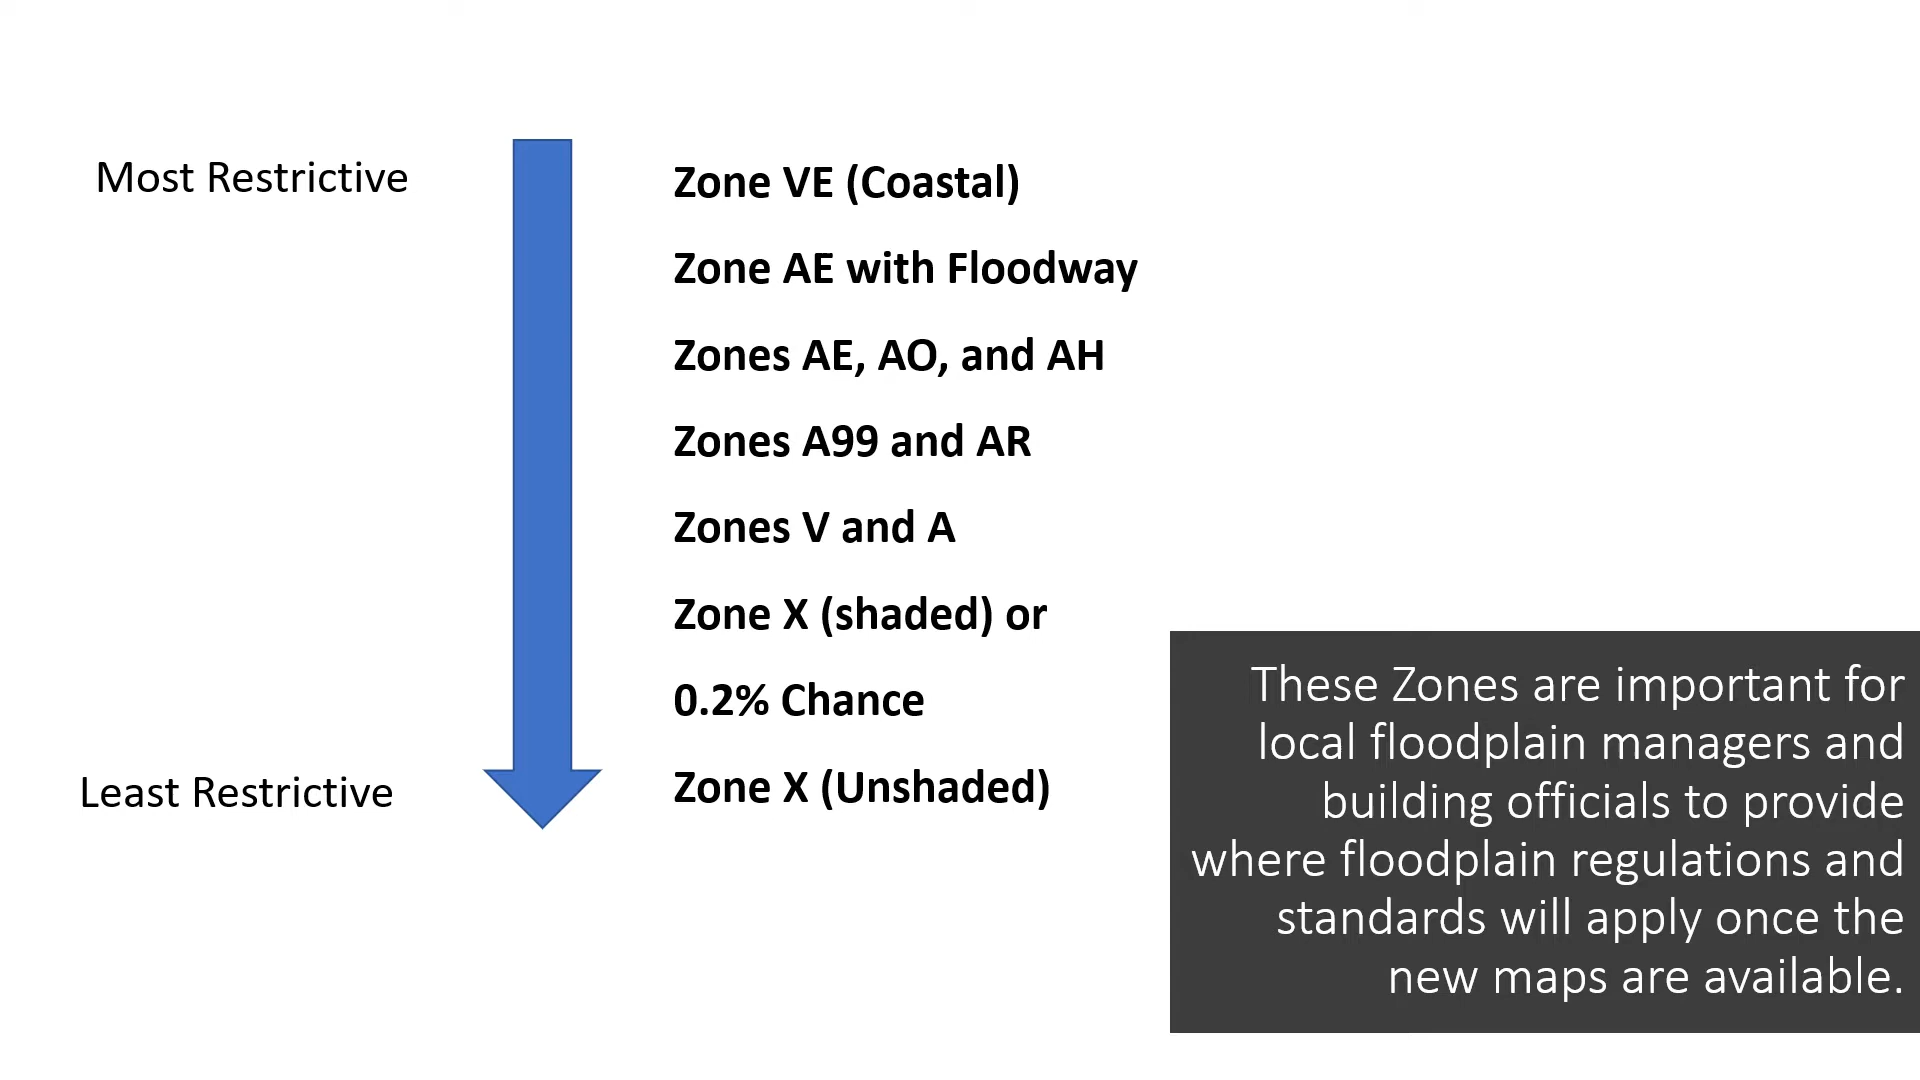 Most Restrictive
Zone VE (Coastal)
Zone AE with Floodway
Zones AE, AO, and AH
Zones A99 and AR
Zones V and A
Zone X (shaded) or
0.2% Chance
Least Restrictive
Zone X (Unshaded)
These Zones are important for
local floodplain managers and
building officials to provide
where floodplain regulations and
standards will apply once the
new maps are available.